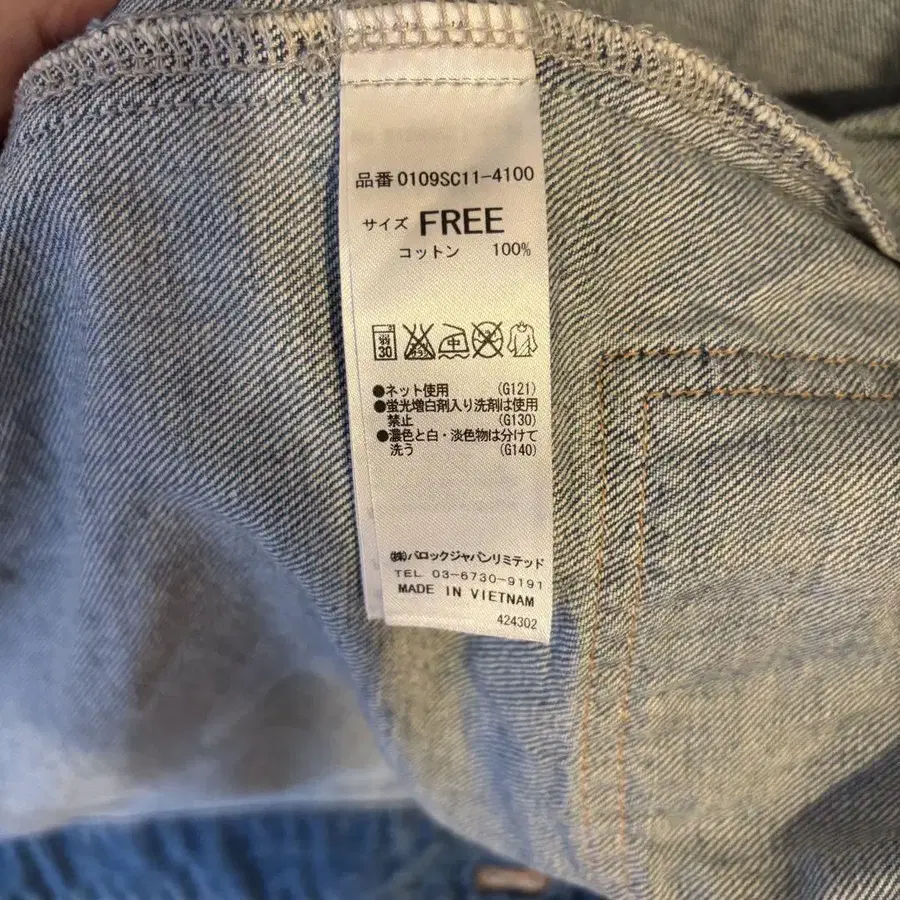 品番 0109SC11-4100
サイズ FREE
コットン 100%
30
中
●ネット使用 (G121)
●蛍光増白剤入り洗剤は使用
禁止 (G130)
●濃色と白・淡色物は分けて
洗う (G140)
㈱バロックジャパンリミテッド
TEL 03-6730-9191
MADE IN VIETNAM
424302